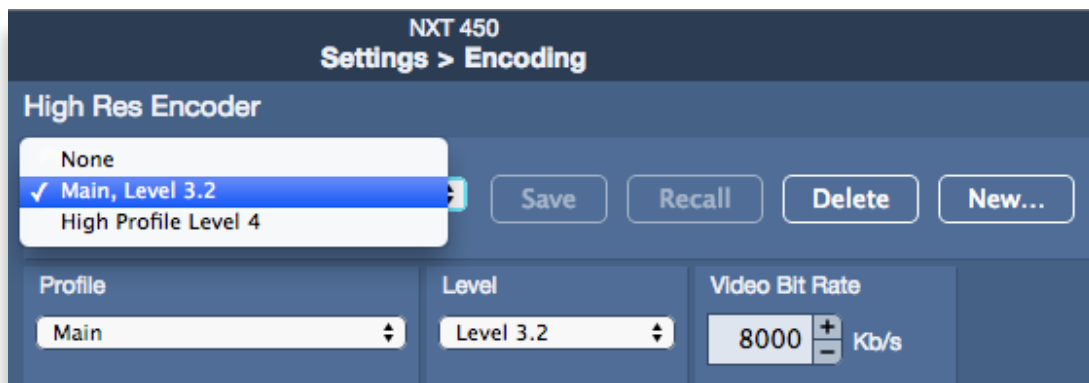 NXT 450
Settings > Encoding
High Res Encoder
None
✓ Main, Level 3.2
High Profile Level 4
Save Recall Delete New...
Profile Level Video Bit Rate
Main Level 3.2 8000 + − Kb/s